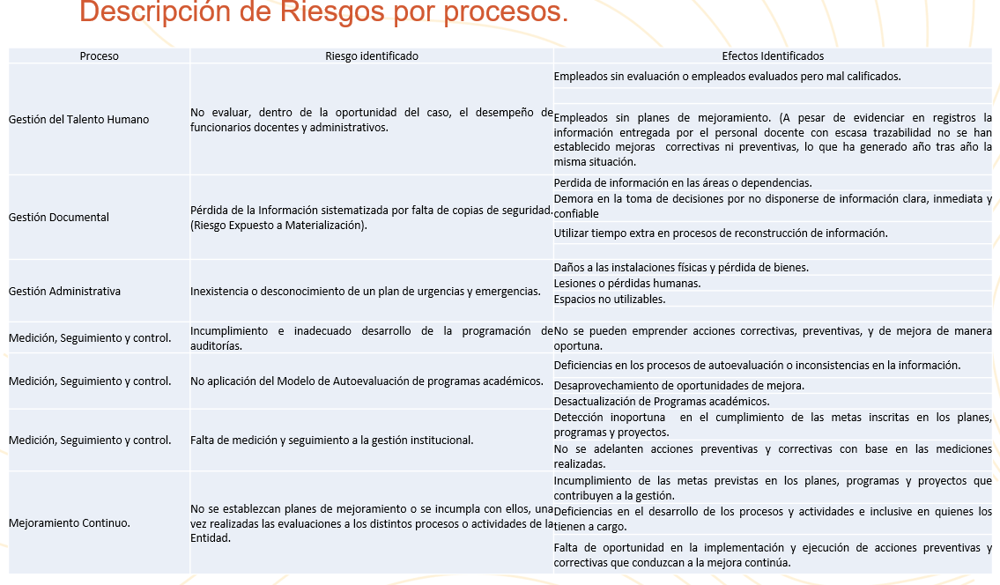 Descripción de Riesgos por procesos.
Proceso
Riesgo identificado
Efectos Identificados
Gestión del Talento Humano
No evaluar, dentro de la oportunidad del caso, el desempeño de
funcionarios docentes y administrativos.
Empleados sin evaluación o empleados evaluados pero mal calificados.
Empleados sin planes de mejoramiento. (A pesar de evidenciar en registros la
información entregada por el personal docente con escasa trazabilidad no se han
establecido mejoras correctivas ni preventivas, lo que ha generado año tras año la
misma situación.
Gestión Documental
Pérdida de la Información sistematizada por falta de copias de seguridad.
(Riesgo Expuesto a Materialización).
Perdida de información en las áreas o dependencias.
Demora en la toma de decisiones por no disponerse de información clara, inmediata y
confiable
Utilizar tiempo extra en procesos de reconstrucción de información.
Gestión Administrativa
Inexistencia o desconocimiento de un plan de urgencias y emergencias.
Daños a las instalaciones físicas y pérdida de bienes.
Lesiones o pérdidas humanas.
Espacios no utilizables.
Medición, Seguimiento y control.
Incumplimiento e inadecuado desarrollo de la programación de
auditorías.
No se pueden emprender acciones correctivas, preventivas, y de mejora de manera
oportuna.
Medición, Seguimiento y control.
No aplicación del Modelo de Autoevaluación de programas académicos.
Deficiencias en los procesos de autoevaluación o inconsistencias en la información.
Desaprovechamiento de oportunidades de mejora.
Desactualización de Programas académicos.
Medición, Seguimiento y control.
Falta de medición y seguimiento a la gestión institucional.
Detección inoportuna en el cumplimiento de las metas inscritas en los planes,
programas y proyectos.
No se adelanten acciones preventivas y correctivas con base en las mediciones
realizadas.
Mejoramiento Continuo.
No se establezcan planes de mejoramiento o se incumpla con ellos, una
vez realizadas las evaluaciones a los distintos procesos o actividades de la
Entidad.
Incumplimiento de las metas previstas en los planes, programas y proyectos que
contribuyen a la gestión.
Deficiencias en el desarrollo de los procesos y actividades e inclusive en quienes los
tienen a cargo.
Falta de oportunidad en la implementación y ejecución de acciones preventivas y
correctivas que conduzcan a la mejora continúa.